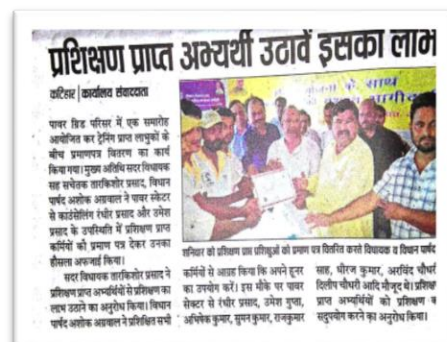 प्रशिक्षण प्राप्त अभ्यर्थी उठावें इसका लाभ
कटिहार | कार्यालय संवाददाता
पावर ग्रिड परिसर में एक समारोह
आयोजित कर ट्रेनिंग प्राप्त लाभुकों के
बीच प्रमाणपत्र वितरण का कार्य
किया गया। मुख्य अतिथि सदर विधायक
सह सचेतक तारकिशोर प्रसाद, विधान
पार्षद अशोक अग्रवाल ने पावर सेक्टर
से काउंसेलिंग रंधीर प्रसाद और उमेश
प्रसाद के उपस्थिति में प्रशिक्षण प्राप्त
कर्मियों को प्रमाण पत्र देकर उनका
हौसला अफजाई किया।
सदर विधायक तारकिशोर प्रसाद ने
प्रशिक्षण प्राप्त अभ्यर्थियों से प्रशिक्षण का
लाभ उठाने का अनुरोध किया। विधान
पार्षद अशोक अग्रवाल ने प्रशिक्षित सभी
के साथ
शनिवार को प्रशिक्षण प्राप्त प्रशिक्षुओं को प्रमाण पत्र वितरित करते विधायक व विधान पार्षद
कर्मियों से आग्रह किया कि अपने हुनर
का उपयोग करें। इस मौके पर पावर
सेक्टर से रंधीर प्रसाद, उमेश गुप्ता,
अभिषेक कुमार, सुमन कुमार, राजकुमार
साह, धीरज कुमार, अरविंद चौधरी
दिलीप चौधरी आदि मौजूद थे। प्रशिक्षण
प्राप्त अभ्यर्थियों को प्रशिक्षण व
सदुपयोग करने का अनुरोध किया।